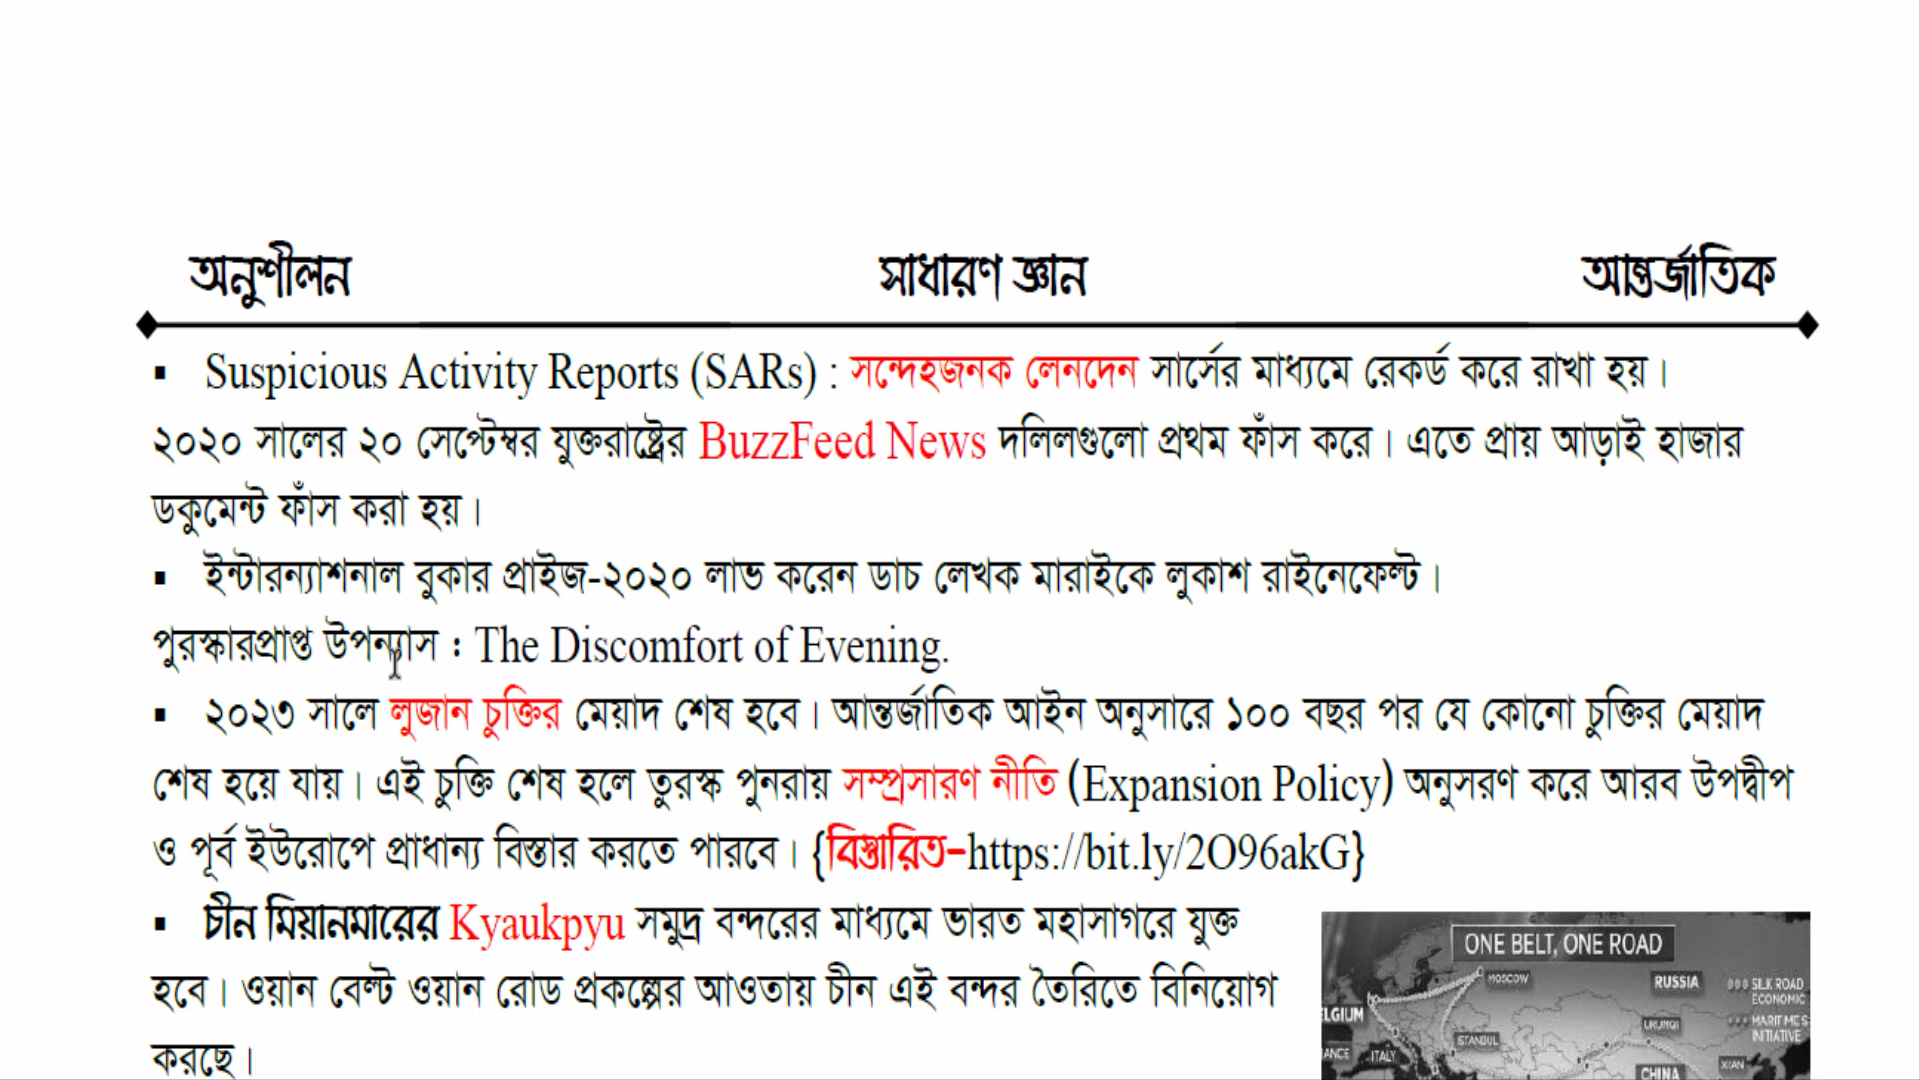 অনুশীলন সাধারণ জ্ঞান আন্তর্জাতিক
▪ Suspicious Activity Reports (SARs) : সন্দেহজনক লেনদেন সার্সের মাধ্যমে রেকর্ড করে রাখা হয়।
২০২০ সালের ২০ সেপ্টেম্বর যুক্তরাষ্ট্রের BuzzFeed News দলিলগুলো প্রথম ফাঁস করে। এতে প্রায় আড়াই হাজার
ডকুমেন্ট ফাঁস করা হয়।
▪ ইন্টারন্যাশনাল বুকার প্রাইজ-২০২০ লাভ করেন ডাচ লেখক মারাইকে লুকাশ রাইনেফেল্ট।
পুরস্কারপ্রাপ্ত উপন্যাস : The Discomfort of Evening.
▪ ২০২৩ সালে লুজান চুক্তির মেয়াদ শেষ হবে। আন্তর্জাতিক আইন অনুসারে ১০০ বছর পর যে কোনো চুক্তির মেয়াদ
শেষ হয়ে যায়। এই চুক্তি শেষ হলে তুরস্ক পুনরায় সম্প্রসারণ নীতি (Expansion Policy) অনুসরণ করে আরব উপদ্বীপ
ও পূর্ব ইউরোপে প্রাধান্য বিস্তার করতে পারবে। {বিস্তারিত-https://bit.ly/2O96akG}
▪ চীন মিয়ানমারের Kyaukpyu সমুদ্র বন্দরের মাধ্যমে ভারত মহাসাগরে যুক্ত
হবে। ওয়ান বেল্ট ওয়ান রোড প্রকল্পের আওতায় চীন এই বন্দর তৈরিতে বিনিয়োগ
করছে।
ONE BELT, ONE ROAD
MOSCOW
RUSSIA
SILK ROAD
ECONOMIC
ELGIUM
MARITIME S
INITIATIVE
URUNQI
ISTANBUL
ANCE
ITALY
XIAN
CHINA